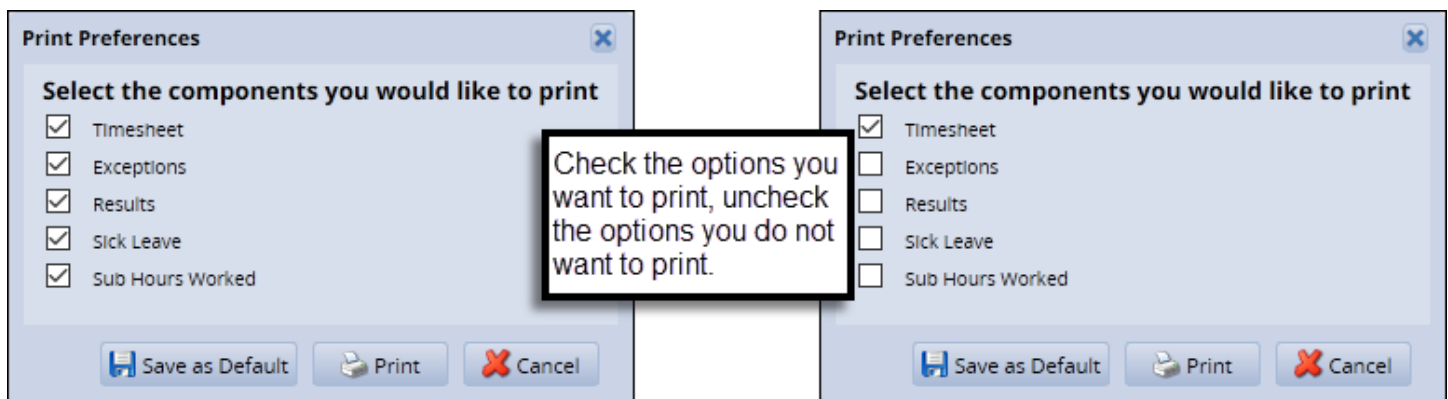 Print Preferences
Select the components you would like to print
Timesheet
Exceptions
Results
Sick Leave
Sub Hours Worked
Save as Default
Print
Cancel
Check the options you
want to print, uncheck
the options you do not
want to print.
Print Preferences
Select the components you would like to print
Timesheet
Exceptions
Results
Sick Leave
Sub Hours Worked
Save as Default
Print
Cancel